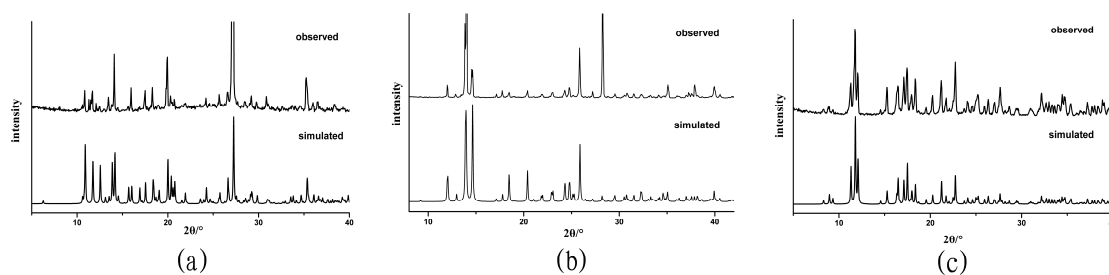 observed
simulated
intensity
10 20 30 40
2θ/°
(a)
observed
simulated
intensity
10 20 30 40
2θ/°
(b)
observed
simulated
intensity
10 20 30
2θ/°
(c)